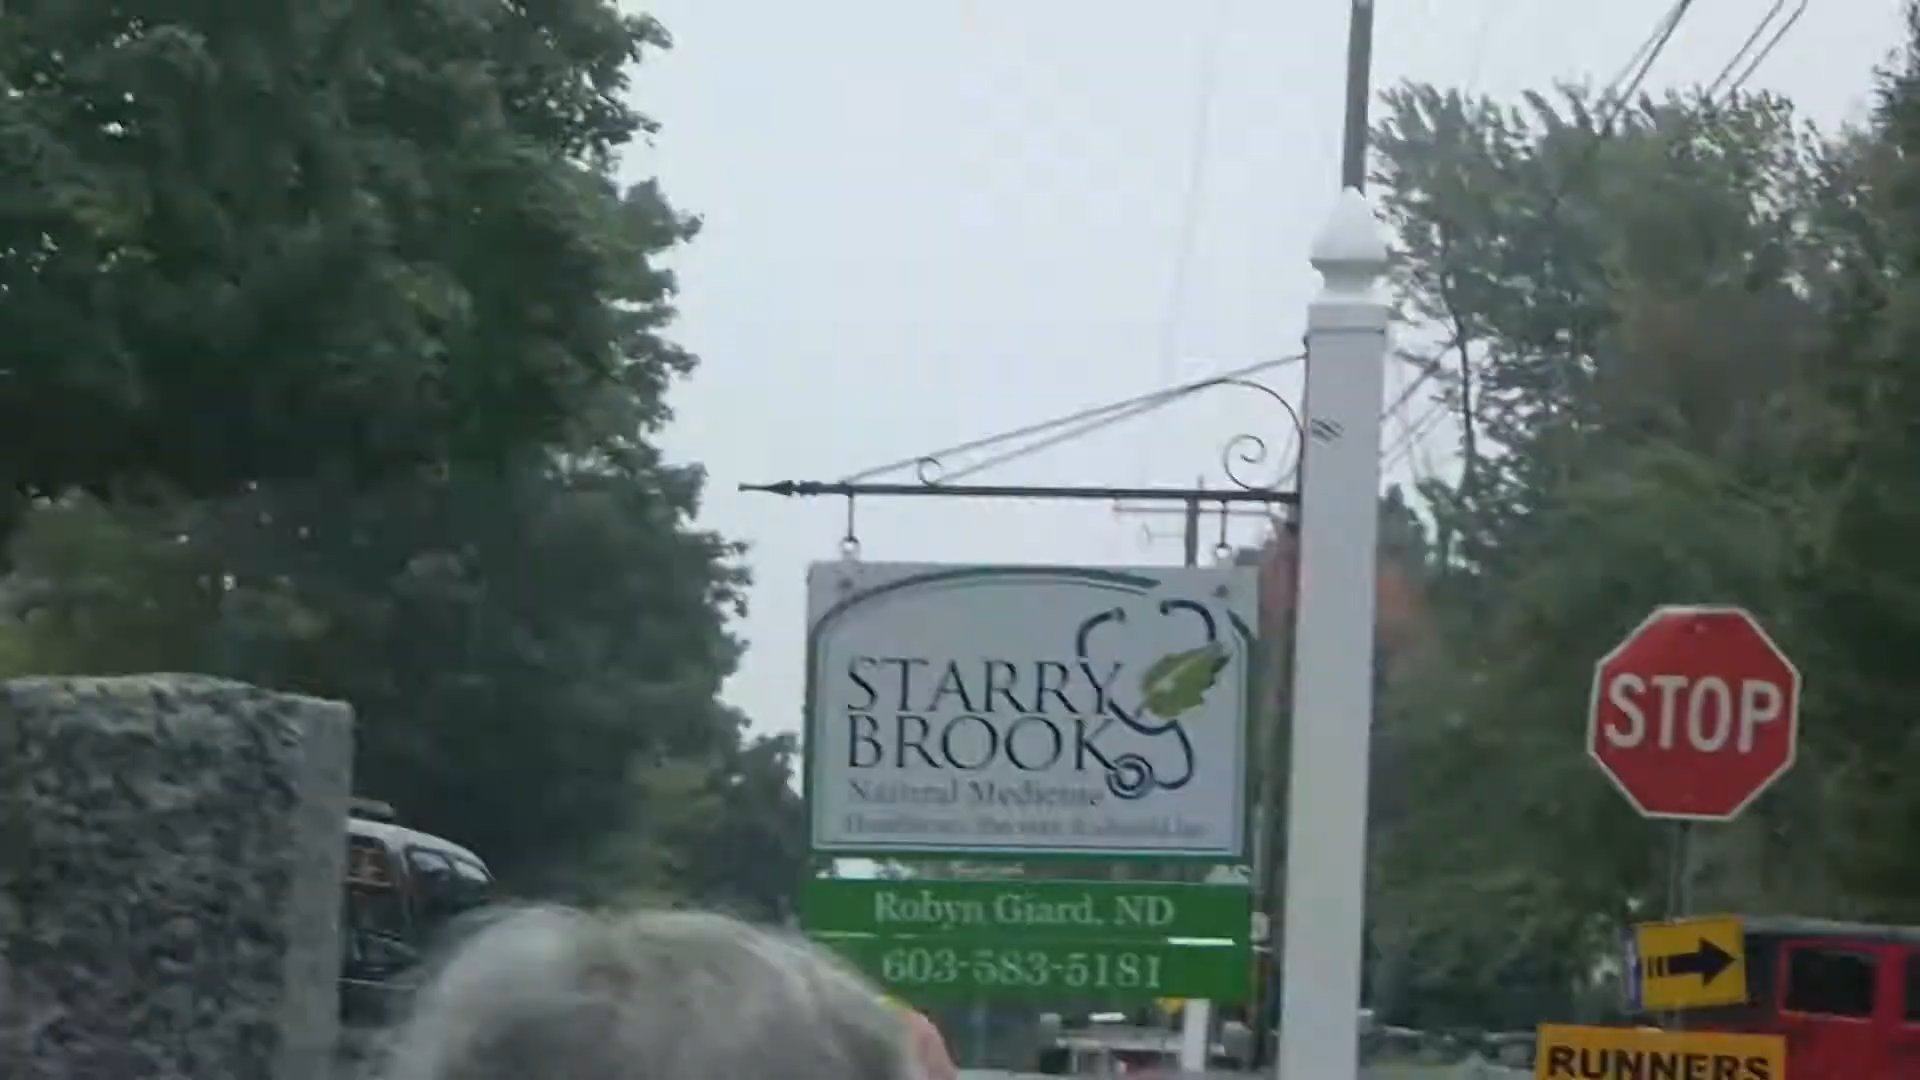 STARRY
BROOK
Natural Medicine
Robyn Giard, ND
603-583-5181
STOP
RUNNERS